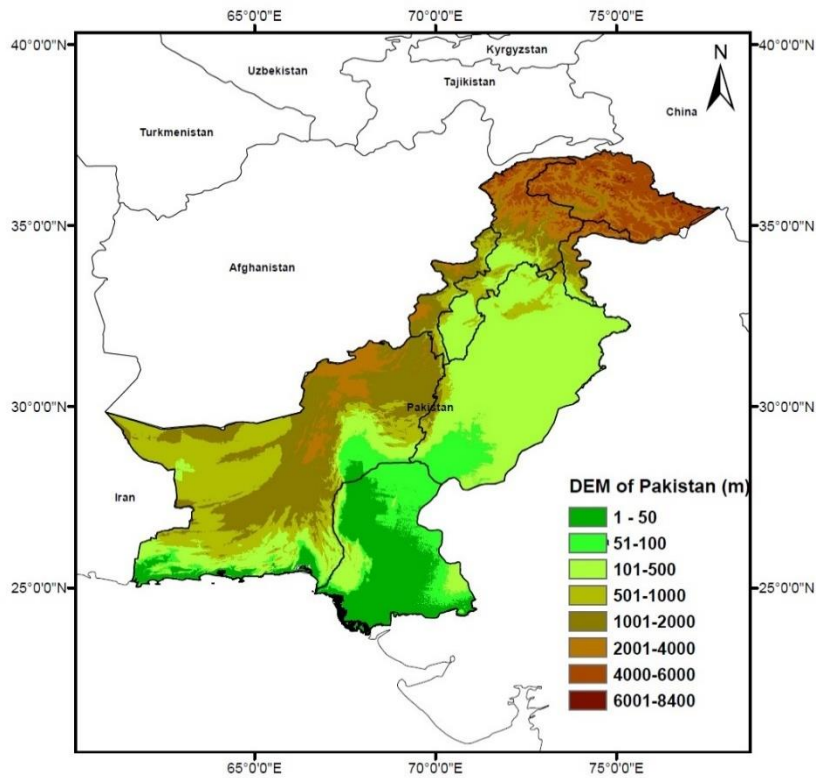 65°0'0"E 70°0'0"E 75°0'0"E
40°0'0"N
40°0'0"N
Kyrgyzstan
Uzbekistan
Tajikistan
N
China
Turkmenistan
35°0'0"N
35°0'0"N
Afghanistan
30°0'0"N
Pakistan
30°0'0"N
Iran
DEM of Pakistan (m)
1 - 50
51-100
101-500
501-1000
1001-2000
2001-4000
4000-6000
6001-8400
25°0'0"N
25°0'0"N
65°0'0"E 70°0'0"E 75°0'0"E